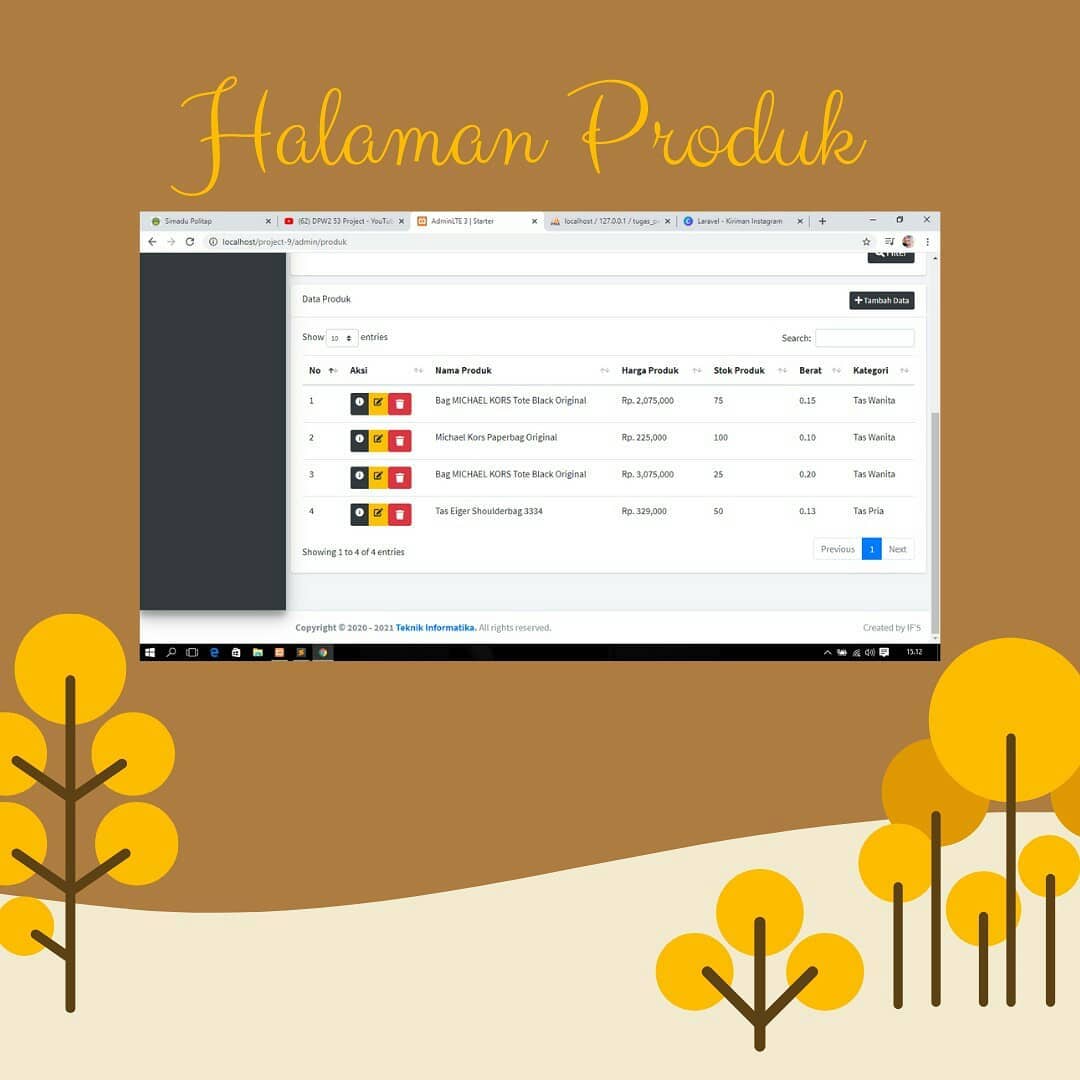 Halaman Produk
Simadu Politap
(62) DPW2 S3 Project - YouTu
AdminLTE 3 | Starter
localhost / 127.0.0.1 / tugas_p
Laravel - Kiriman Instagram
localhost/project-9/admin/produk
Filter
Data Produk
Tambah Data
Show 10 entries
Search:
No Aksi Nama Produk Harga Produk Stok Produk Berat Kategori
1 Bag MICHAEL KORS Tote Black Original Rp. 2,075,000 75 0.15 Tas Wanita
2 Michael Kors Paperbag Original Rp. 225,000 100 0.10 Tas Wanita
3 Bag MICHAEL KORS Tote Black Original Rp. 3,075,000 25 0.20 Tas Wanita
4 Tas Eiger Shoulderbag 3334 Rp. 329,000 50 0.13 Tas Pria
Showing 1 to 4 of 4 entries
Previous 1 Next
Copyright © 2020 - 2021 Teknik Informatika. All rights reserved.
Created by IF'S
15.12